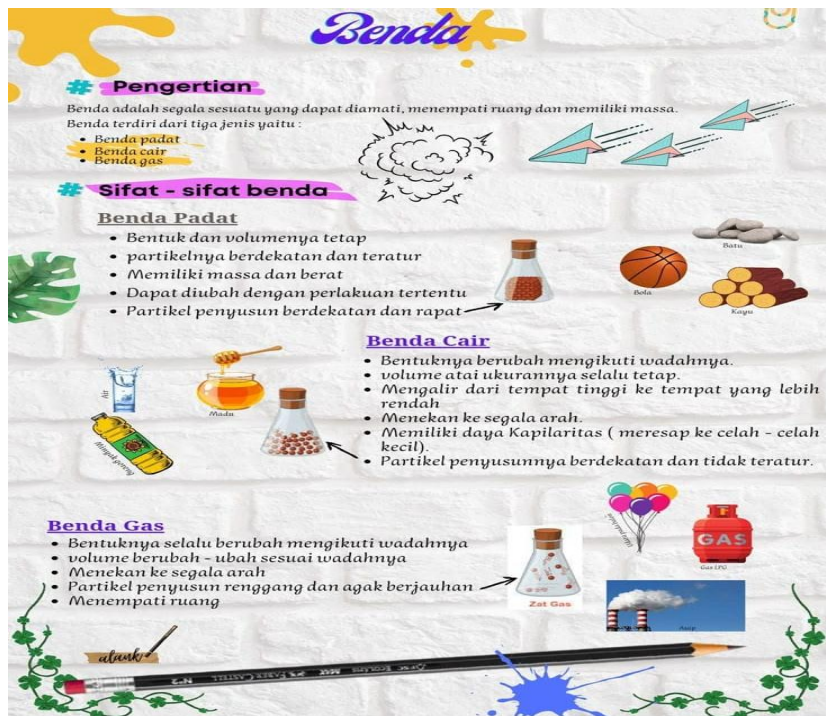 Benda
# Pengertian
Benda adalah segala sesuatu yang dapat diamati, menempati ruang dan memiliki massa.
Benda terdiri dari tiga jenis yaitu :
• Benda padat
• Benda cair
• Benda gas
# Sifat - sifat benda
Benda Padat
• Bentuk dan volumenya tetap
• partikelnya berdekatan dan teratur
• Memiliki massa dan berat
• Dapat diubah dengan perlakuan tertentu
• Partikel penyusun berdekatan dan rapat
Batu
Bola
Kayu
Benda Cair
• Bentuknya berubah mengikuti wadahnya.
• volume atai ukurannya selalu tetap.
• Mengalir dari tempat tinggi ke tempat yang lebih
rendah
• Menekan ke segala arah.
• Memiliki daya Kapilaritas ( meresap ke celah - celah
kecil).
• Partikel penyusunnya berdekatan dan tidak teratur.
Air
Madu
Minyak goreng
Benda Gas
• Bentuknya selalu berubah mengikuti wadahnya
• volume berubah - ubah sesuai wadahnya
• Menekan ke segala arah
• Partikel penyusun renggang dan agak berjauhan
• Menempati ruang
Zat Gas
GAS
Asap
N°2
FABER CASTELL